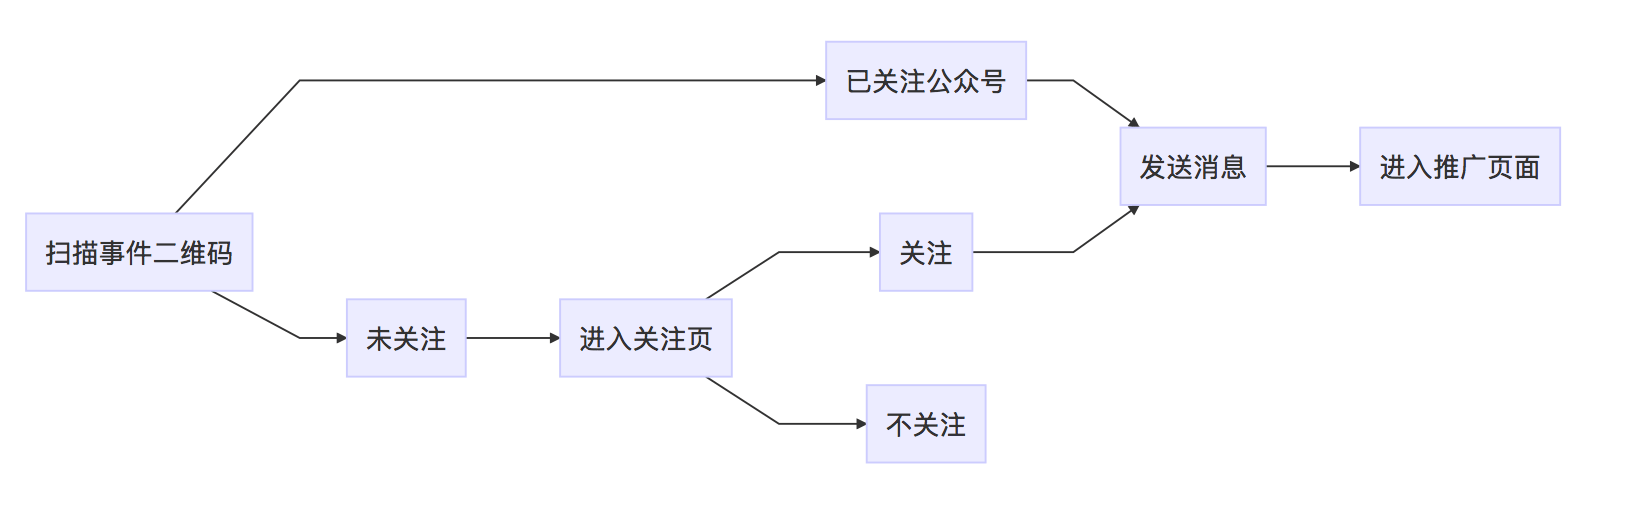 已关注公众号
发送消息
进入推广页面
扫描事件二维码
关注
未关注
进入关注页
不关注